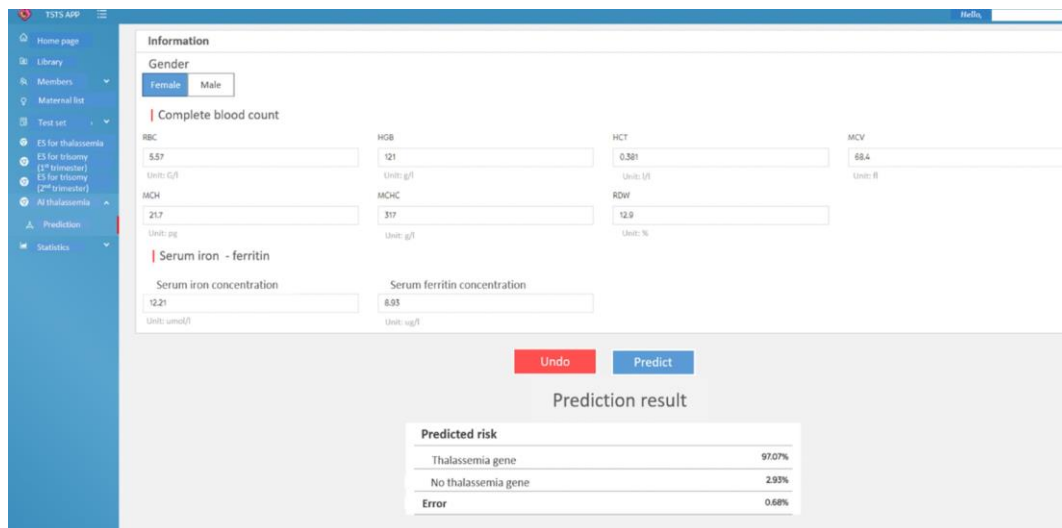 TSTS APP
Hello,
Home page
Library
Members
Maternal list
Test set
ES for thalassemia
ES for trisomy
(1st trimester)
ES for trisomy
(2nd trimester)
AI thalassemia
Prediction
Statistics
Information
Gender
Female Male
Complete blood count
RBC HGB HCT MCV
5.57 121 0.381 68.4
Unit: G/l Unit: g/l Unit: l/l Unit: fl
MCH MCHC RDW
21.7 317 12.9
Unit: pg Unit: g/l Unit: %
Serum iron - ferritin
Serum iron concentration Serum ferritin concentration
12.21 8.93
Unit: umol/l Unit: ug/l
Undo Predict
Prediction result
Predicted risk
Thalassemia gene 97.07%
No thalassemia gene 2.93%
Error 0.68%